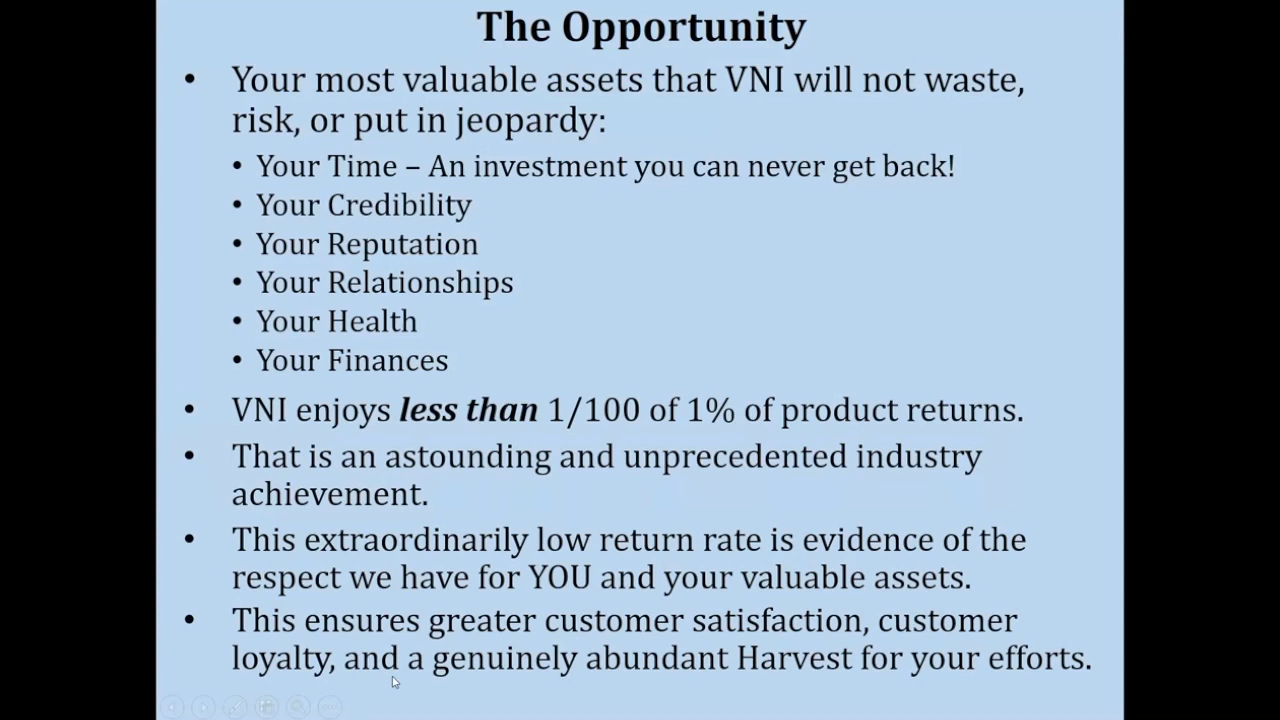 The Opportunity
• Your most valuable assets that VNI will not waste,
risk, or put in jeopardy:
• Your Time – An investment you can never get back!
• Your Credibility
• Your Reputation
• Your Relationships
• Your Health
• Your Finances
• VNI enjoys less than 1/100 of 1% of product returns.
• That is an astounding and unprecedented industry
achievement.
• This extraordinarily low return rate is evidence of the
respect we have for YOU and your valuable assets.
• This ensures greater customer satisfaction, customer
loyalty, and a genuinely abundant Harvest for your efforts.